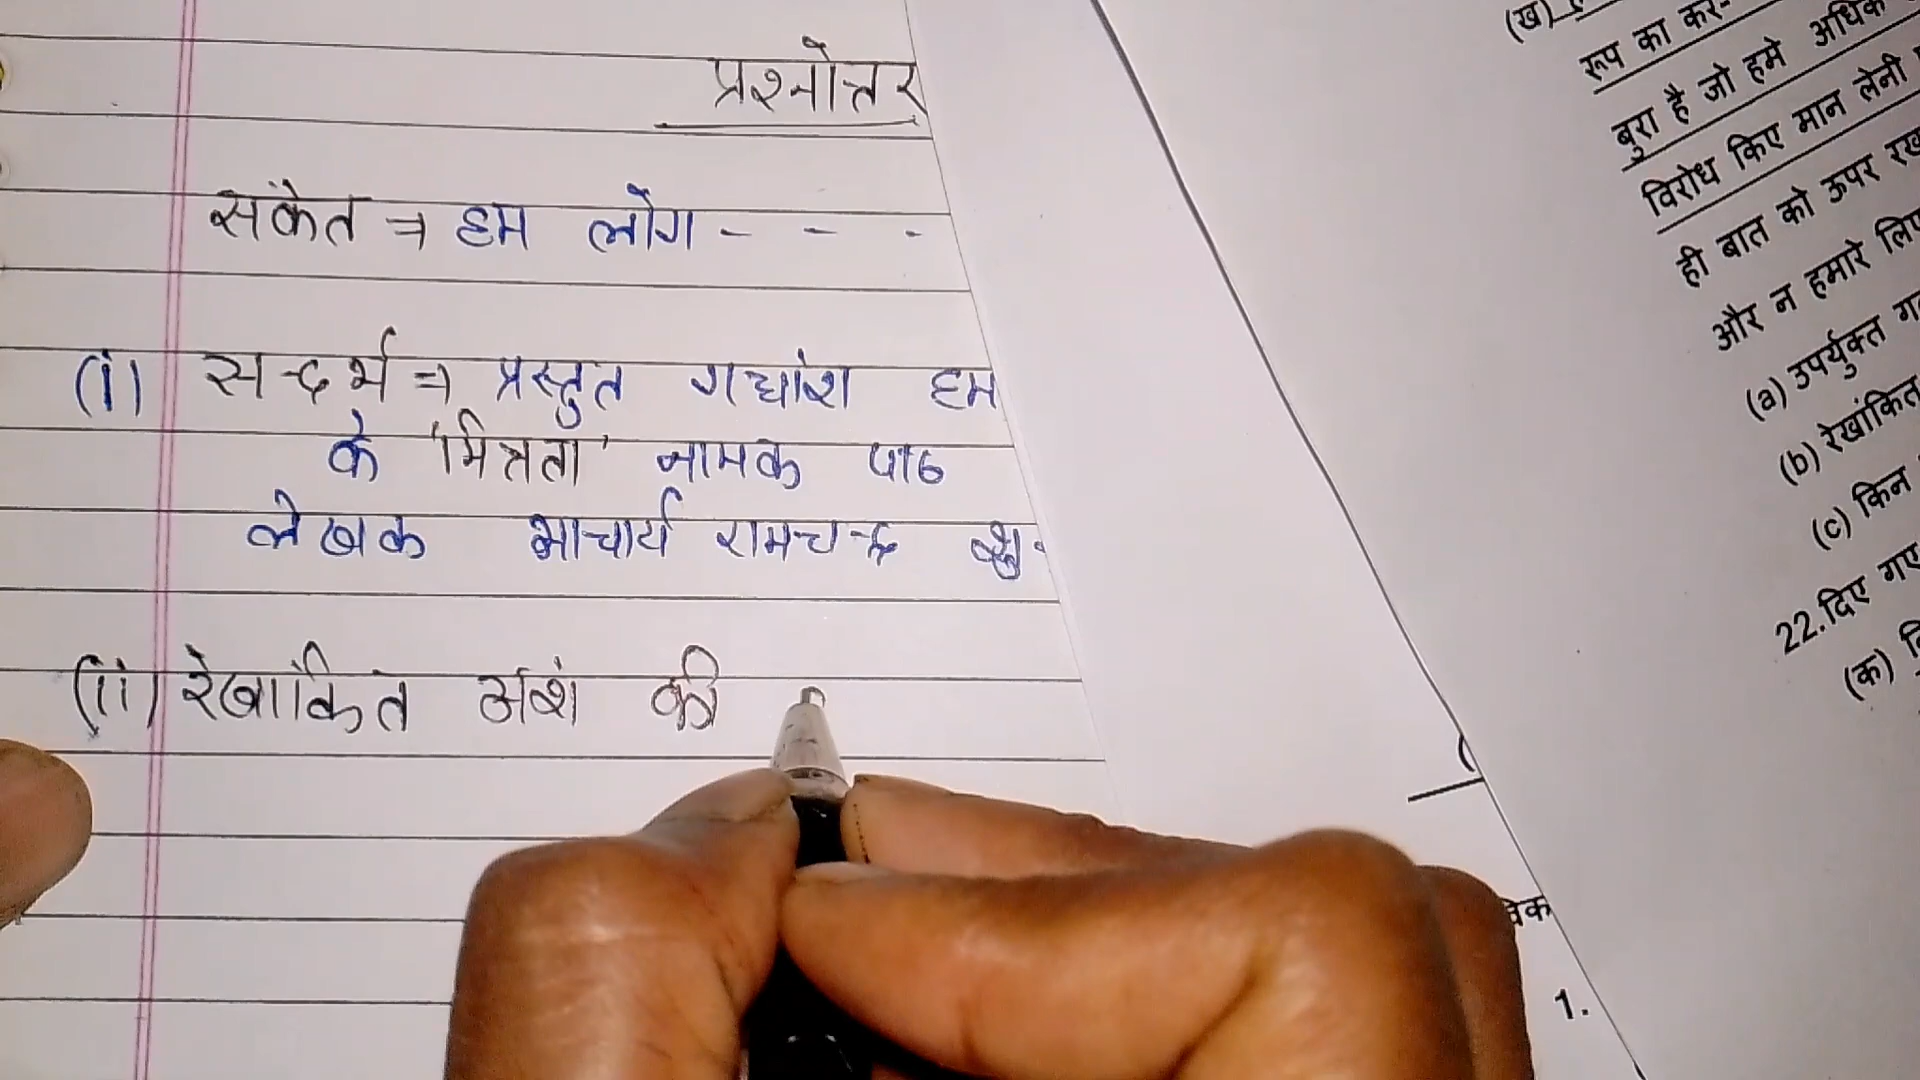 प्रश्नोत्तर
संकेत ⇒ हम लोग - - -
(i) सन्दर्भ ⇒ प्रस्तुत गद्यांश हम
के 'मित्रता' नामक पाठ
लेखक आचार्य रामचन्द्र शु
(ii) रेखांकित अंश की
(ख)
रूप का कर-
बुरा है जो हमे अधिक
विरोध किए मान लेनी
ही बात को ऊपर रख
और न हमारे लिए
(a) उपर्युक्त ग
(b) रेखांकित
(c) किन
22.दिए गए
(क)
1.